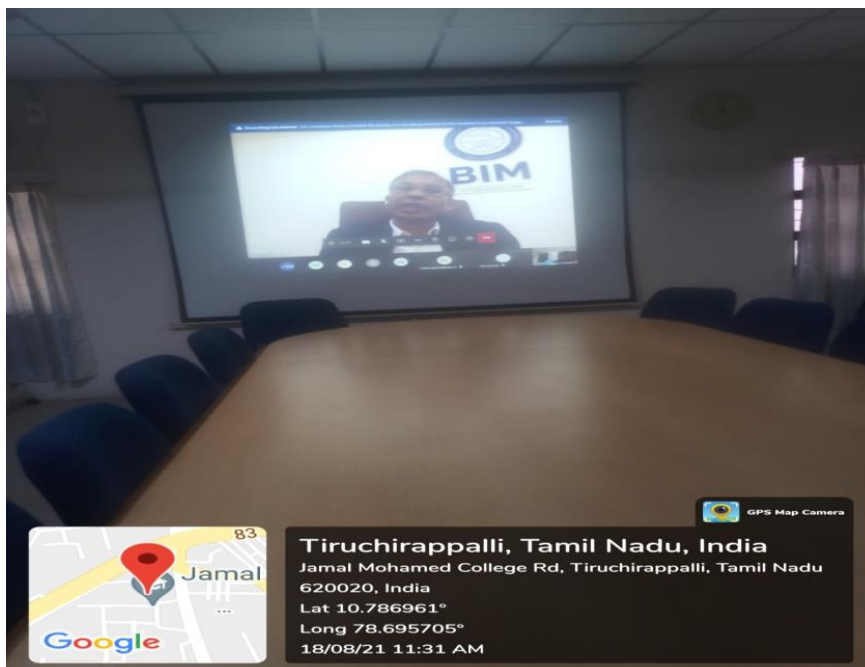 BIM
GPS Map Camera
83
Jamal
Google
Tiruchirappalli, Tamil Nadu, India
Jamal Mohamed College Rd, Tiruchirappalli, Tamil Nadu
620020, India
Lat 10.786961°
Long 78.695705°
18/08/21 11:31 AM